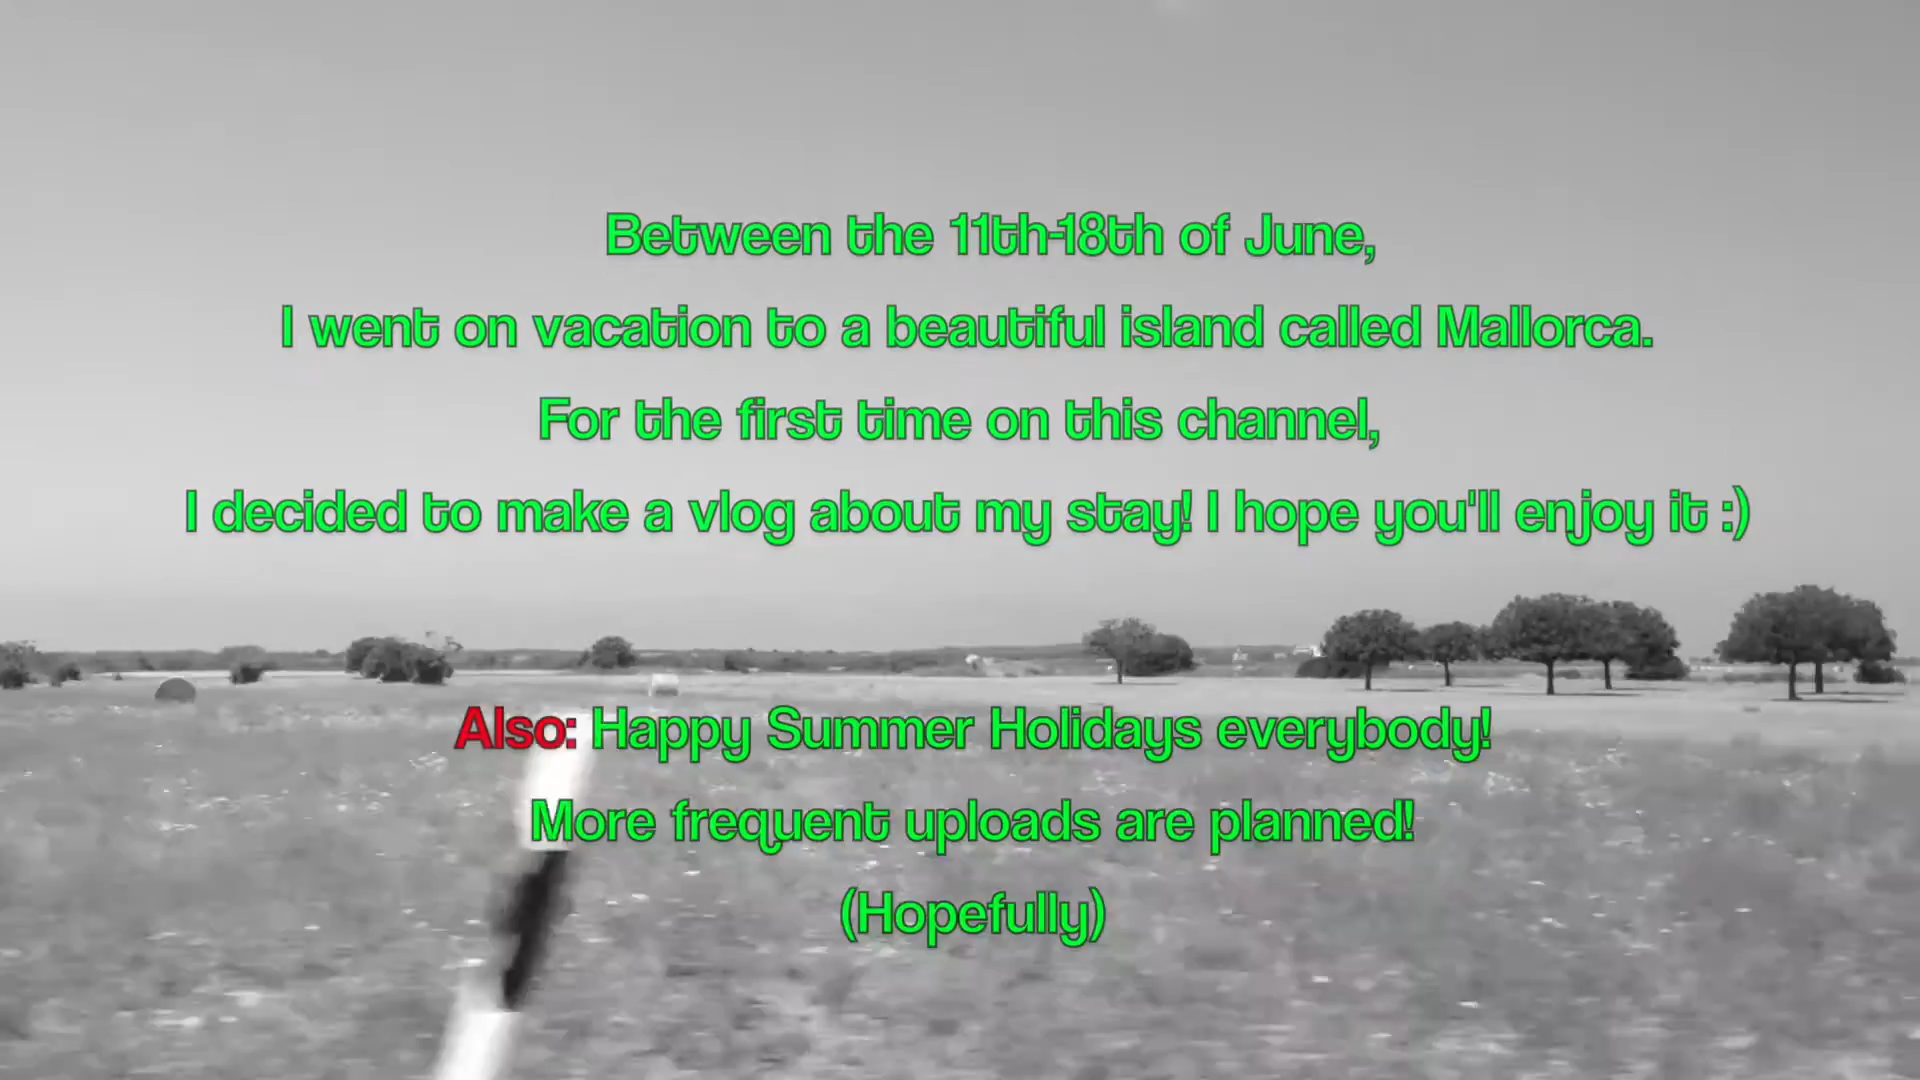 Between the 11th-18th of June,
I went on vacation to a beautiful island called Mallorca.
For the first time on this channel,
I decided to make a vlog about my stay! I hope you'll enjoy it :)
Also: Happy Summer Holidays everybody!
More frequent uploads are planned!
(Hopefully)